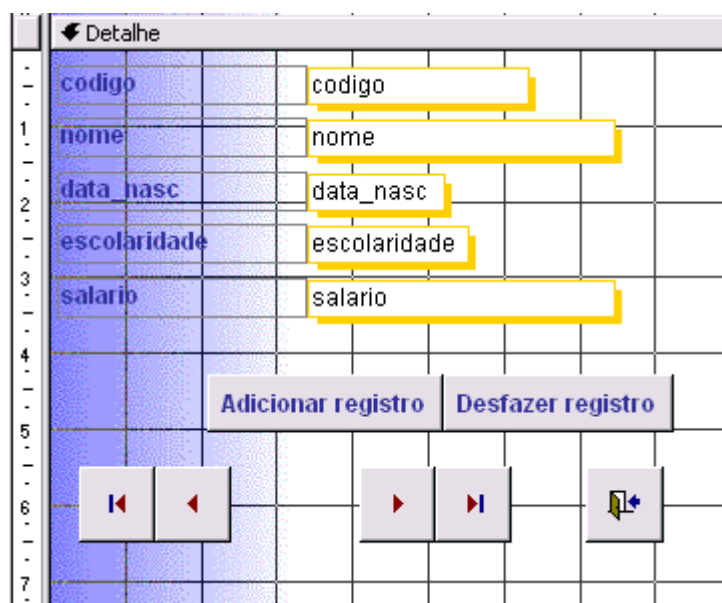 Detalhe
codigo codigo
1
nome nome
data_nasc data_nasc
2
escolaridade escolaridade
3
salario salario
4
Adicionar registro Desfazer registro
5
6
7